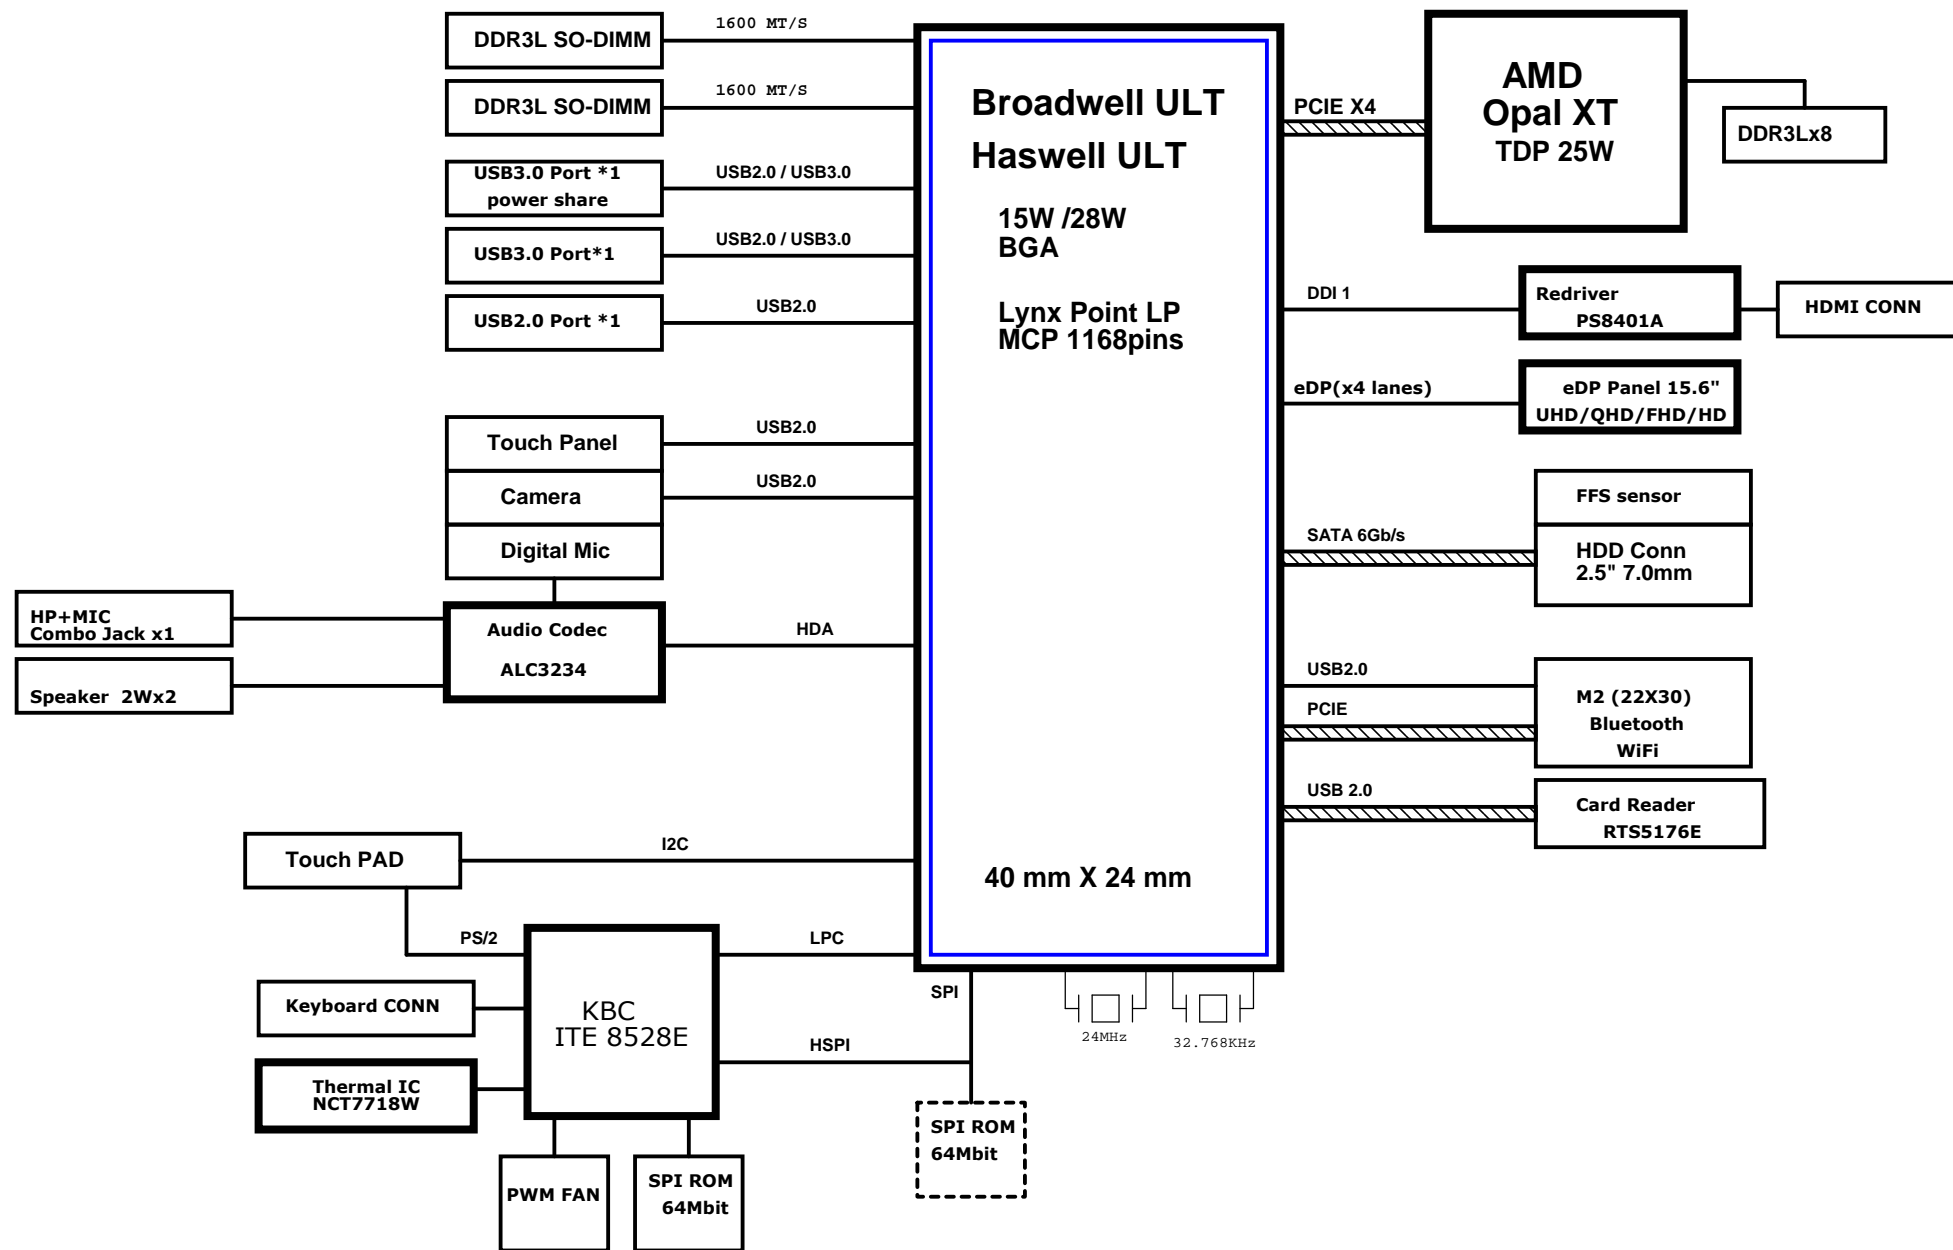 DDR3L SO-DIMM
1600 MT/S
DDR3L SO-DIMM
1600 MT/S
USB3.0 Port *1
power share
USB2.0 / USB3.0
USB3.0 Port*1
USB2.0 / USB3.0
USB2.0 Port *1
USB2.0
Touch Panel
USB2.0
Camera
USB2.0
Digital Mic
HP+MIC
Combo Jack x1
Speaker 2Wx2
Audio Codec
ALC3234
HDA
Touch PAD
I2C
PS/2
LPC
Keyboard CONN
KBC
ITE 8528E
HSPI
Thermal IC
NCT7718W
PWM FAN
SPI ROM
64Mbit
SPI
SPI ROM
64Mbit
24MHz
32.768KHz
Broadwell ULT
Haswell ULT
15W /28W
BGA
Lynx Point LP
MCP 1168pins
40 mm X 24 mm
PCIE X4
AMD
Opal XT
TDP 25W
DDR3Lx8
DDI 1
Redriver
PS8401A
HDMI CONN
eDP(x4 lanes)
eDP Panel 15.6"
UHD/QHD/FHD/HD
FFS sensor
SATA 6Gb/s
HDD Conn
2.5" 7.0mm
USB2.0
PCIE
M2 (22X30)
Bluetooth
WiFi
USB 2.0
Card Reader
RTS5176E